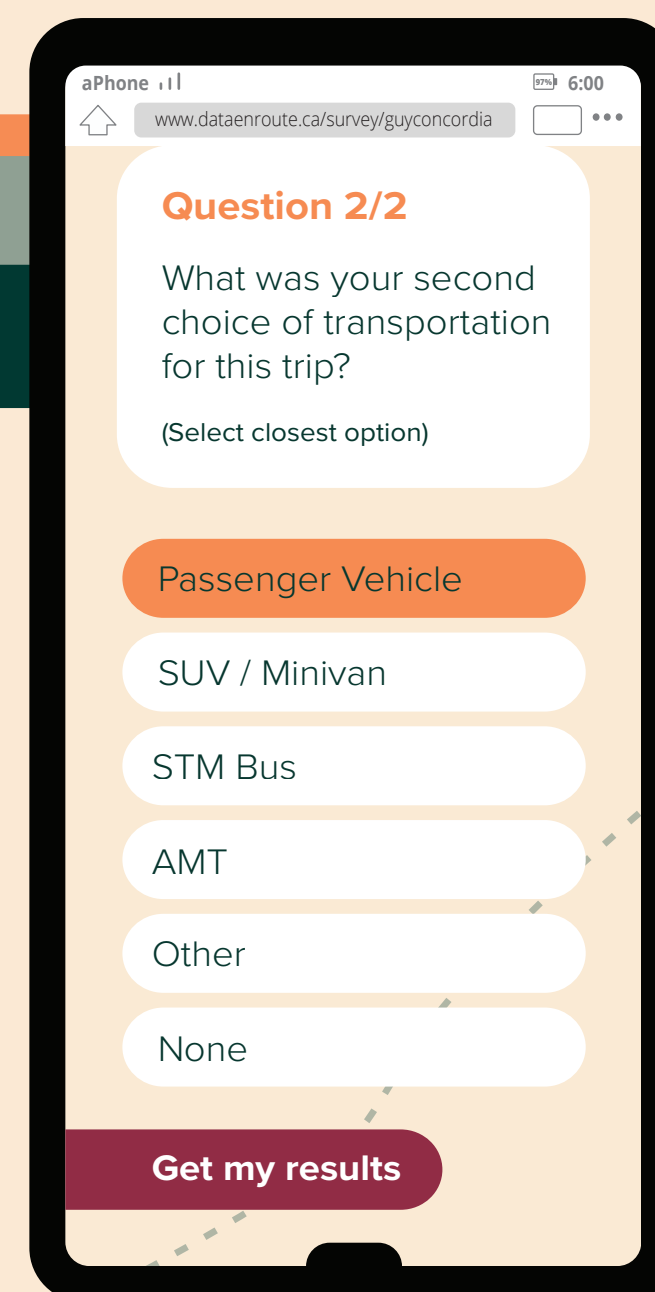 aPhone
97% 6:00
www.dataenroute.ca/survey/guyconcordia
Question 2/2
What was your second
choice of transportation
for this trip?
(Select closest option)
Passenger Vehicle
SUV / Minivan
STM Bus
AMT
Other
None
Get my results